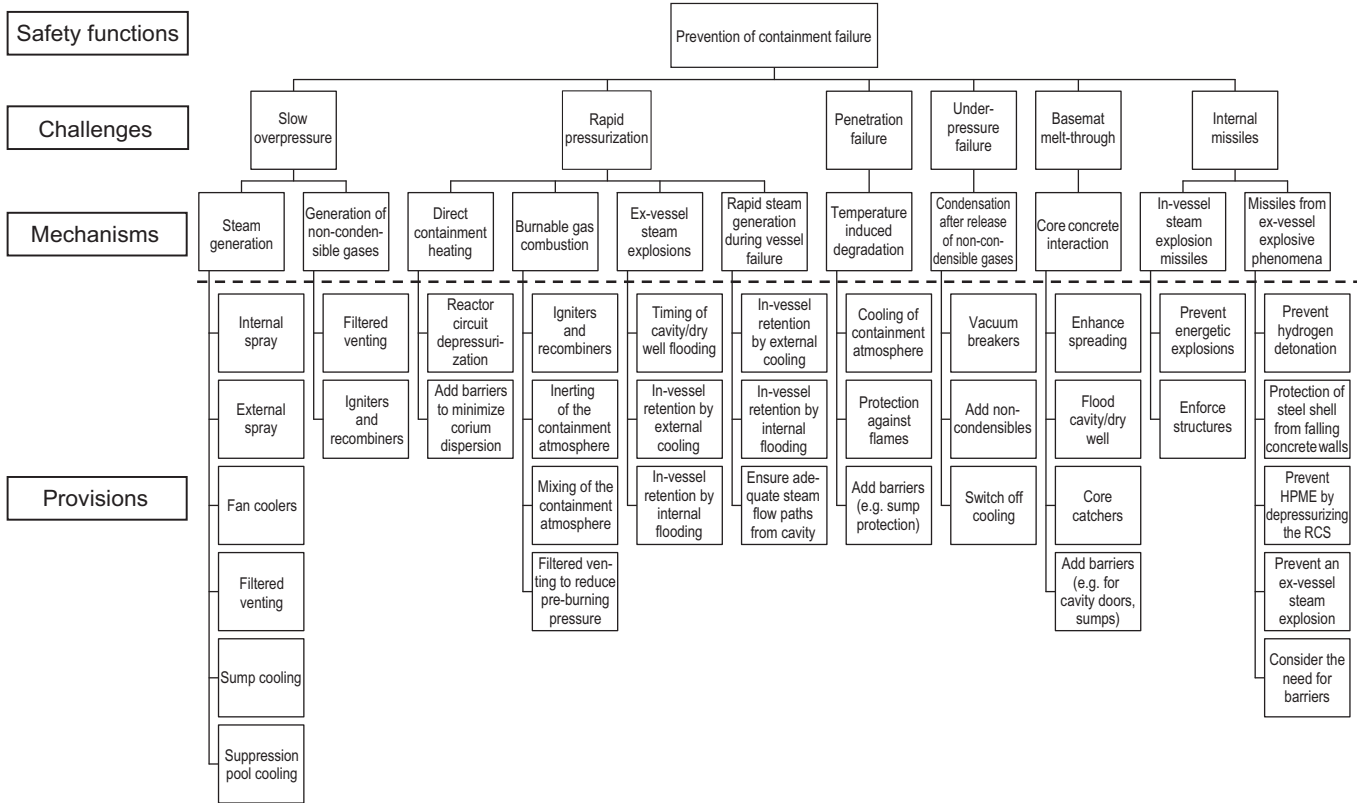 Safety functions
Prevention of containment failure
Challenges
Slow
overpressure
Rapid
pressurization
Penetration
failure
Under-
pressure
failure
Basemat
melt-through
Internal
missiles
Mechanisms
Steam
generation
Generation of
non-conden-
sible gases
Direct
containment
heating
Burnable gas
combustion
Ex-vessel
steam
explosions
Rapid steam
generation during
vessel failure
Temperature
induced
degradation
Condensation
after release
of non-con-
densible gases
Core concrete
interaction
In-vessel
steam
explosion
missiles
Missiles from
ex-vessel
explosive
phenomena
Provisions
Internal
spray
External
spray
Fan coolers
Filtered
venting
Sump cooling
Suppression
pool cooling
Filtered
venting
Igniters
and
recombiners
Reactor
circuit
depressuri-
zation
Add barriers
to minimize
corium
dispersion
Igniters
and
recombiners
Inerting
of the
containment
atmosphere
Mixing of the
containment
atmosphere
Filtered ven-
ting to reduce
pre-burning
pressure
Timing of
cavity/dry
well flooding
In-vessel
retention by
external
cooling
In-vessel
retention by
internal
flooding
In-vessel
retention
by external
cooling
In-vessel
retention by
internal
flooding
Ensure ade-
quate steam
flow paths
from cavity
Cooling of
containment
atmosphere
Protection
against
flames
Add barriers
(e.g. sump
protection)
Vacuum
breakers
Add non-
condensibles
Switch off
cooling
Enhance
spreading
Flood
cavity/dry
well
Core
catchers
Add barriers
(e.g. for
cavity doors,
sumps)
Prevent
energetic
explosions
Enforce
structures
Prevent
hydrogen
detonation
Protection of
steel shell
from falling
concrete walls
Prevent
HPME by
depressurizing
the RCS
Prevent an
ex-vessel
steam
explosion
Consider the
need for
barriers